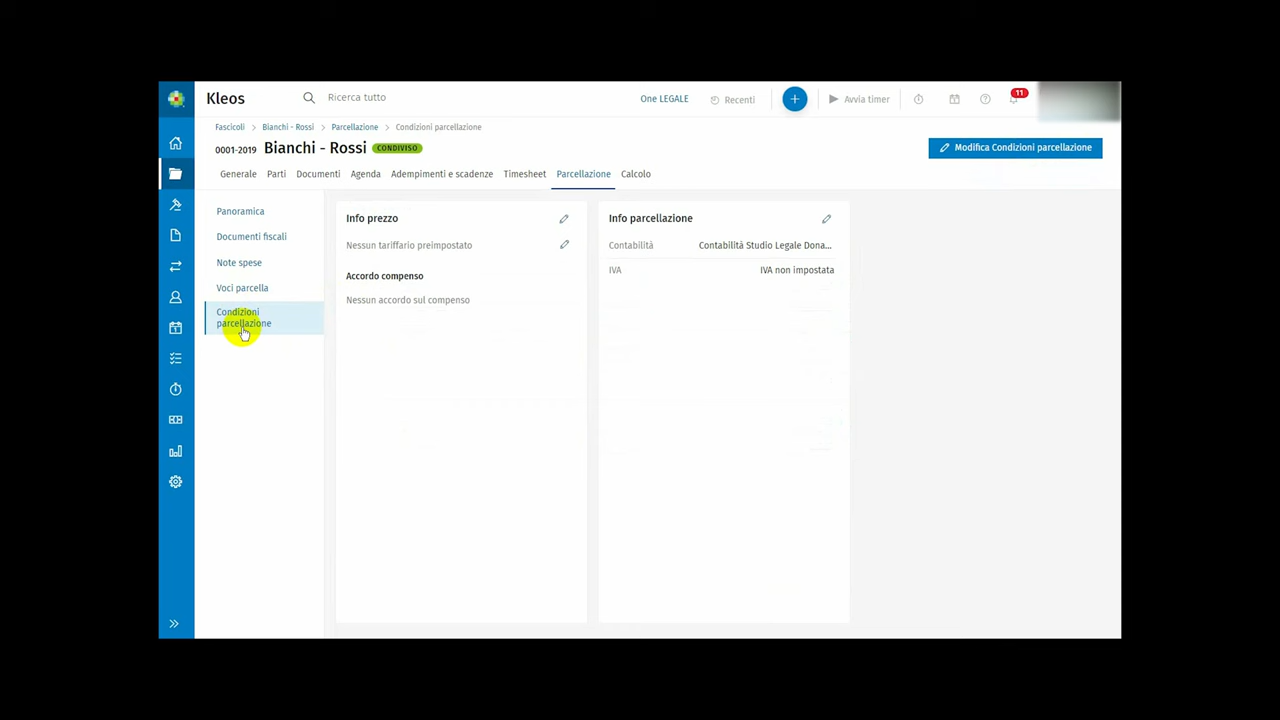 Kleos
Ricerca tutto
One LEGALE
Recenti
+
Avvia timer
11
Fascicoli > Bianchi - Rossi > Parcellazione > Condizioni parcellazione
0001-2019 Bianchi - Rossi CONDIVISO
Modifica Condizioni parcellazione
Generale Parti Documenti Agenda Adempimenti e scadenze Timesheet Parcellazione Calcolo
Panoramica
Documenti fiscali
Note spese
Voci parcella
Condizioni
parcellazione
Info prezzo
Nessun tariffario preimpostato
Accordo compenso
Nessun accordo sul compenso
Info parcellazione
Contabilità Contabilità Studio Legale Dona...
IVA IVA non impostata